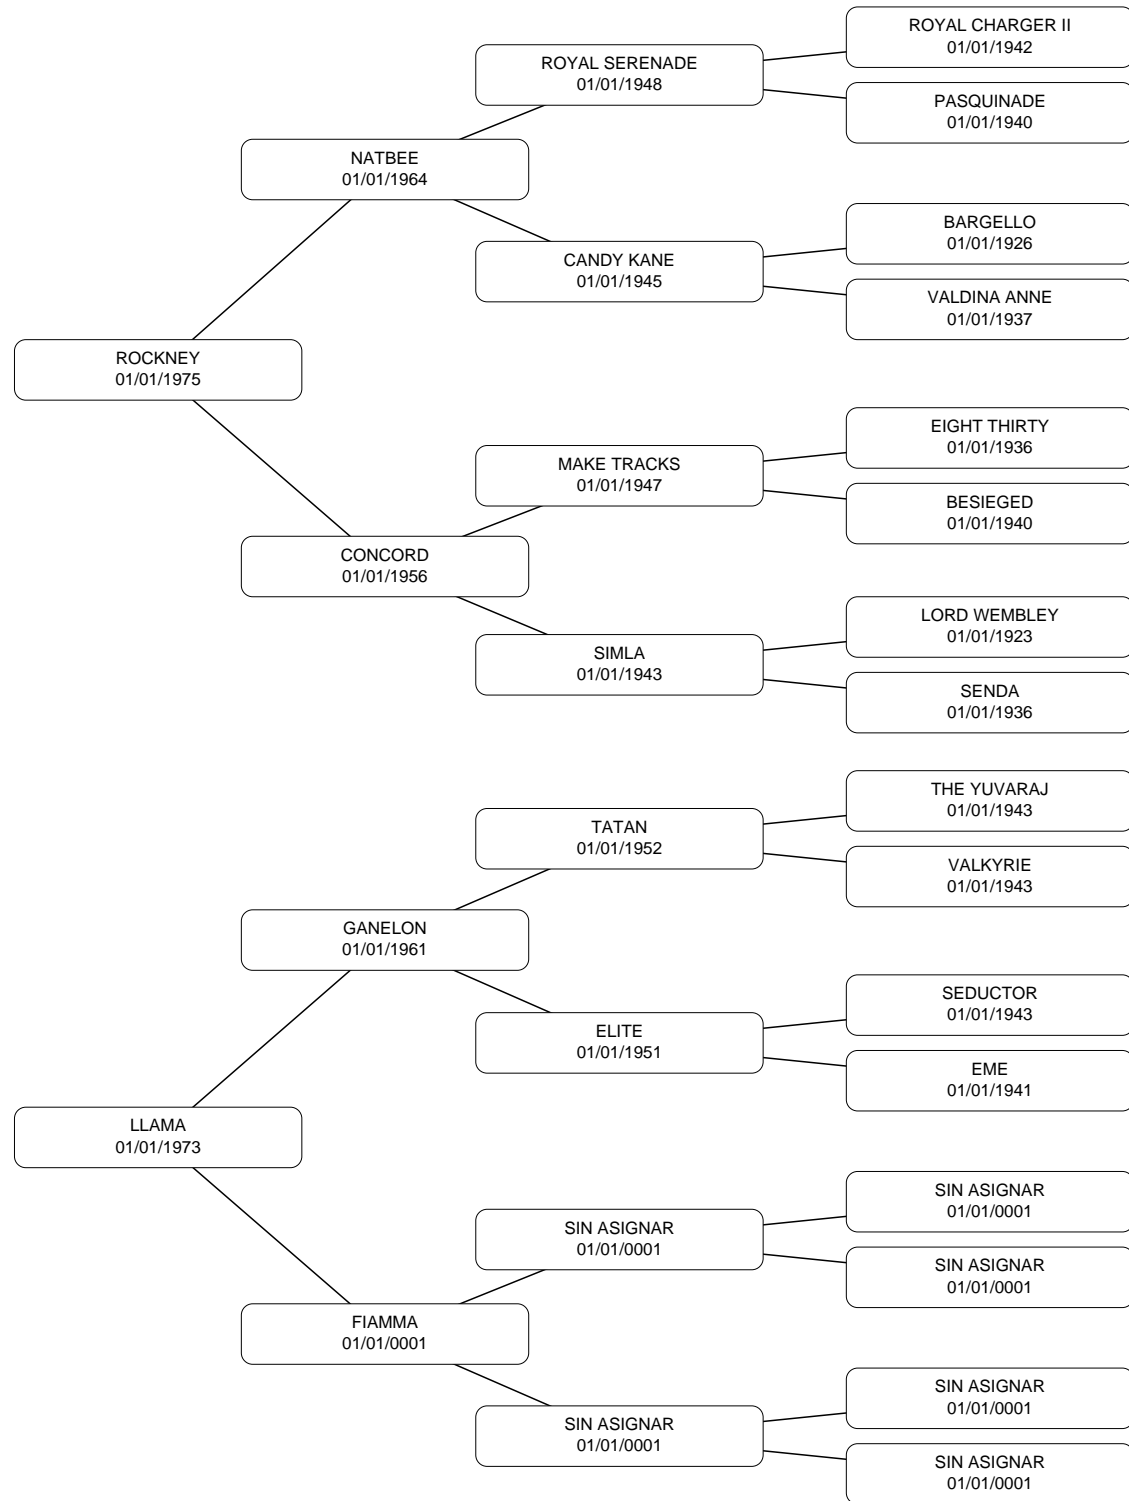 ROYAL CHARGER II
01/01/1942
ROYAL SERENADE
01/01/1948
PASQUINADE
01/01/1940
NATBEE
01/01/1964
BARGELLO
01/01/1926
CANDY KANE
01/01/1945
VALDINA ANNE
01/01/1937
ROCKNEY
01/01/1975
EIGHT THIRTY
01/01/1936
MAKE TRACKS
01/01/1947
BESIEGED
01/01/1940
CONCORD
01/01/1956
LORD WEMBLEY
01/01/1923
SIMLA
01/01/1943
SENDA
01/01/1936
THE YUVARAJ
01/01/1943
TATAN
01/01/1952
VALKYRIE
01/01/1943
GANELON
01/01/1961
SEDUCTOR
01/01/1943
ELITE
01/01/1951
EME
01/01/1941
LLAMA
01/01/1973
SIN ASIGNAR
01/01/0001
SIN ASIGNAR
01/01/0001
SIN ASIGNAR
01/01/0001
FIAMMA
01/01/0001
SIN ASIGNAR
01/01/0001
SIN ASIGNAR
01/01/0001
SIN ASIGNAR
01/01/0001